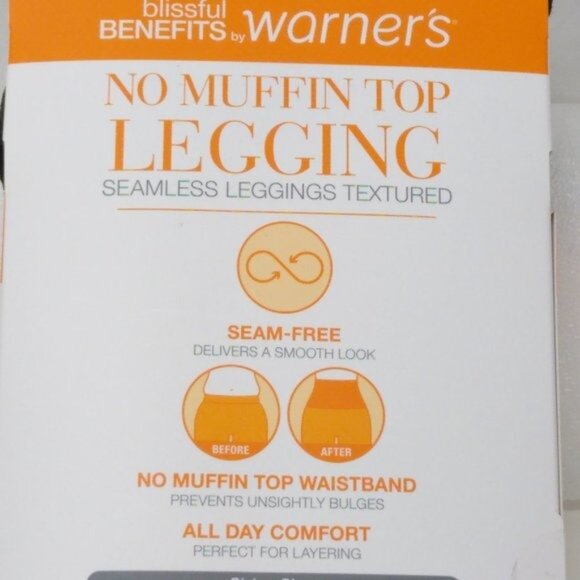 blissful
BENEFITS by warner's
NO MUFFIN TOP
LEGGING
SEAMLESS LEGGINGS TEXTURED
SEAM-FREE
DELIVERS A SMOOTH LOOK
BEFORE AFTER
NO MUFFIN TOP WAISTBAND
PREVENTS UNSIGHTLY BULGES
ALL DAY COMFORT
PERFECT FOR LAYERING